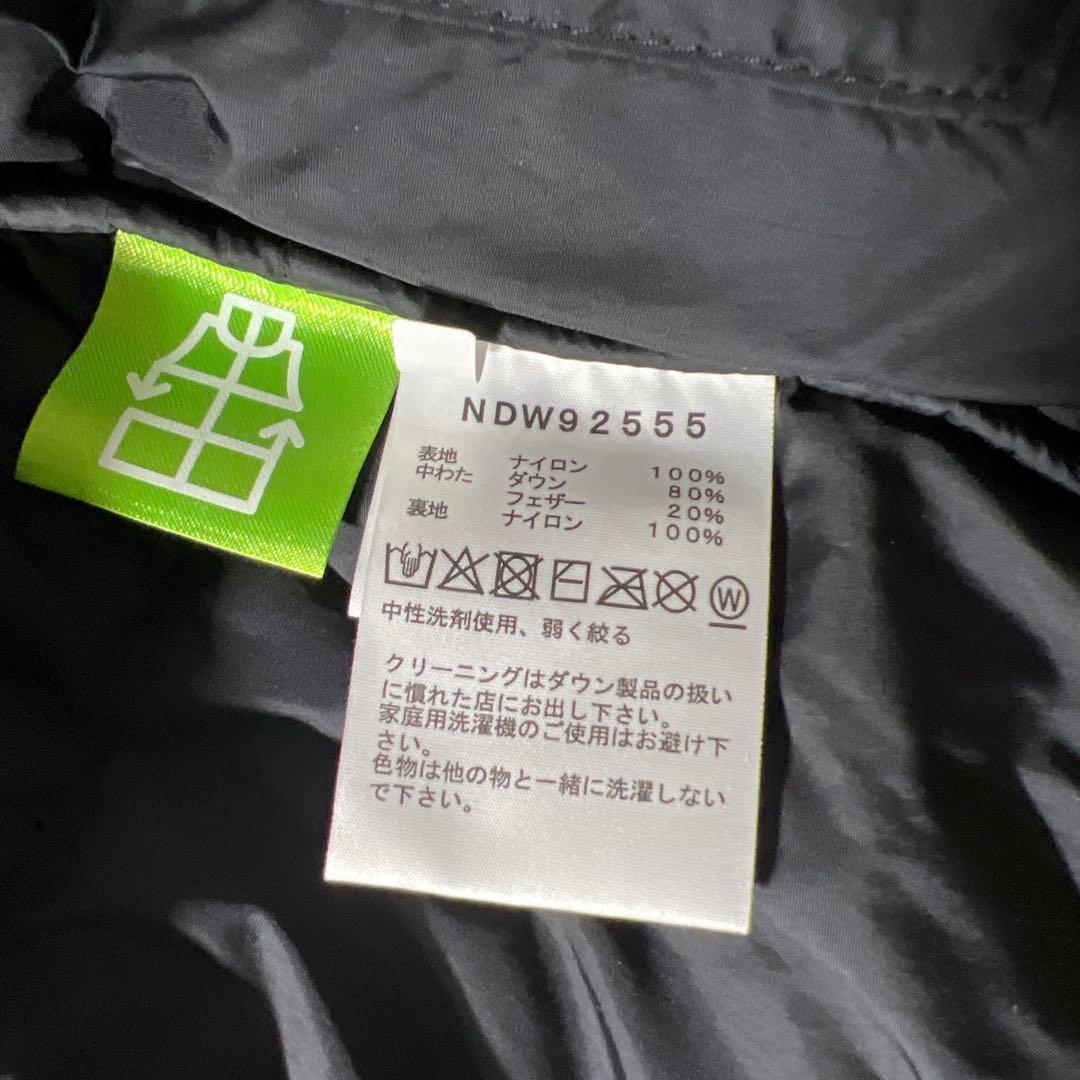 NDW92555
表地 ナイロン 100%
中わた ダウン 80%
フェザー 20%
裏地 ナイロン 100%
W
中性洗剤使用、弱く絞る
クリーニングはダウン製品の扱い
に慣れた店にお出し下さい。
家庭用洗濯機のご使用はお避け下
さい。
色物は他の物と一緒に洗濯しない
で下さい。